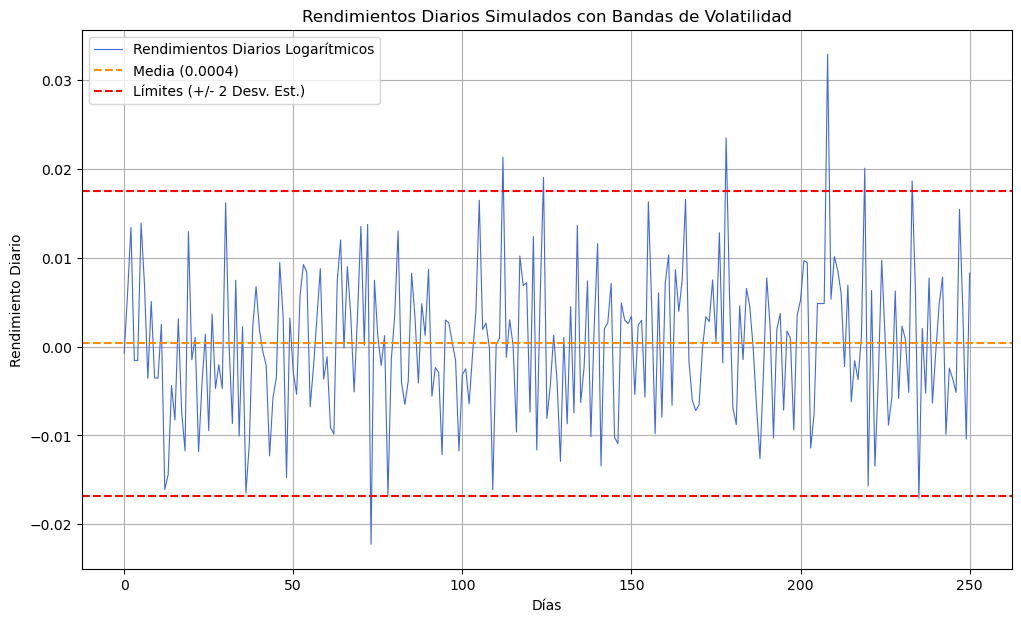 Rendimientos Diarios Simulados con Bandas de Volatilidad
Rendimientos Diarios Logarítmicos
Media (0.0004)
Límites (+/- 2 Desv. Est.)
Rendimiento Diario
0.03
0.02
0.01
0.00
−0.01
−0.02
0
50
100
150
200
250
Días